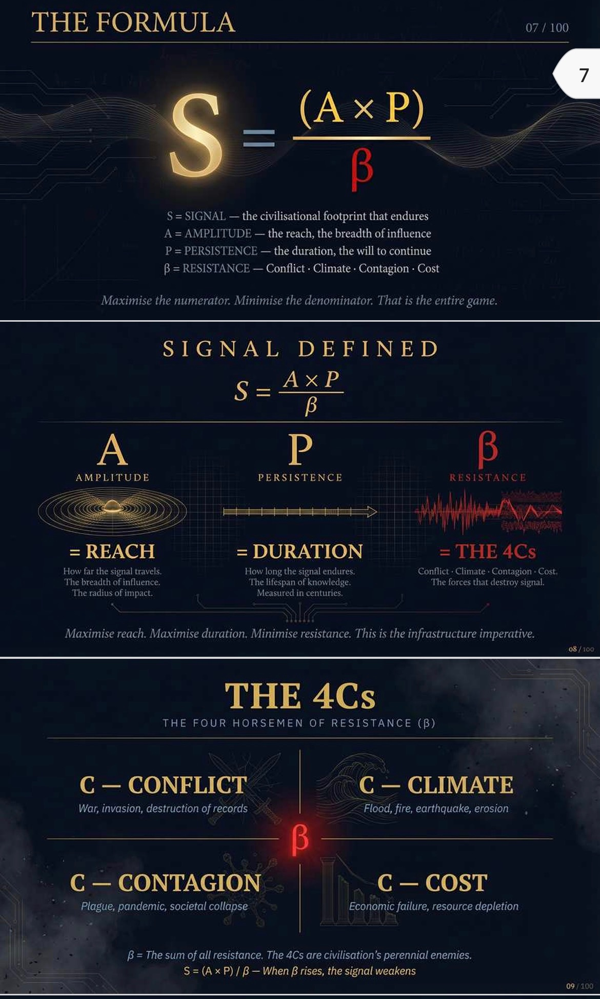 THE FORMULA
07 / 100
7
S = (A × P)
β
S = SIGNAL — the civilisational footprint that endures
A = AMPLITUDE — the reach, the breadth of influence
P = PERSISTENCE — the duration, the will to continue
β = RESISTANCE — Conflict · Climate · Contagion · Cost
Maximise the numerator. Minimise the denominator. That is the entire game.
SIGNAL DEFINED
S = A × P
β
A
AMPLITUDE
= REACH
How far the signal travels.
The breadth of influence.
The radius of impact.
P
PERSISTENCE
= DURATION
How long the signal endures.
The lifespan of knowledge.
Measured in centuries.
β
RESISTANCE
= THE 4Cs
Conflict · Climate · Contagion · Cost.
The forces that destroy signal.
Maximise reach. Maximise duration. Minimise resistance. This is the infrastructure imperative.
08 / 100
THE 4Cs
THE FOUR HORSEMEN OF RESISTANCE (β)
C — CONFLICT
War, invasion, destruction of records
C — CLIMATE
Flood, fire, earthquake, erosion
β
C — CONTAGION
Plague, pandemic, societal collapse
C — COST
Economic failure, resource depletion
β = The sum of all resistance. The 4Cs are civilisation's perennial enemies.
S = (A × P) / β — When β rises, the signal weakens
09 / 100